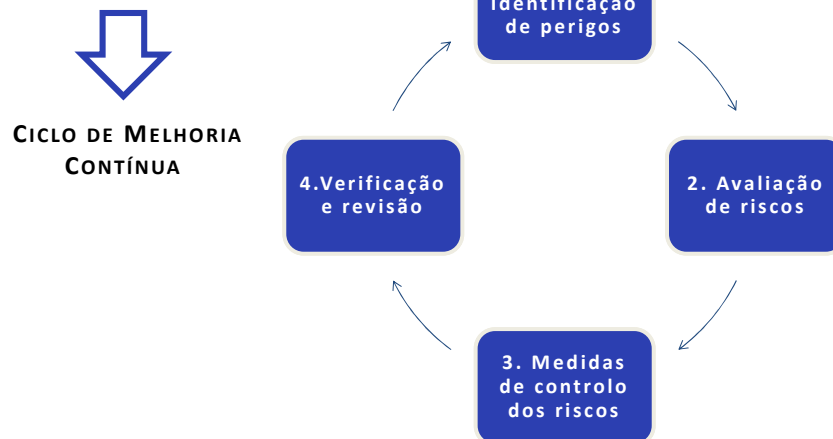 Identificação
de perigos
CICLO DE MELHORIA
CONTÍNUA
4.Verificação
e revisão
2. Avaliação
de riscos
3. Medidas
de controlo
dos riscos